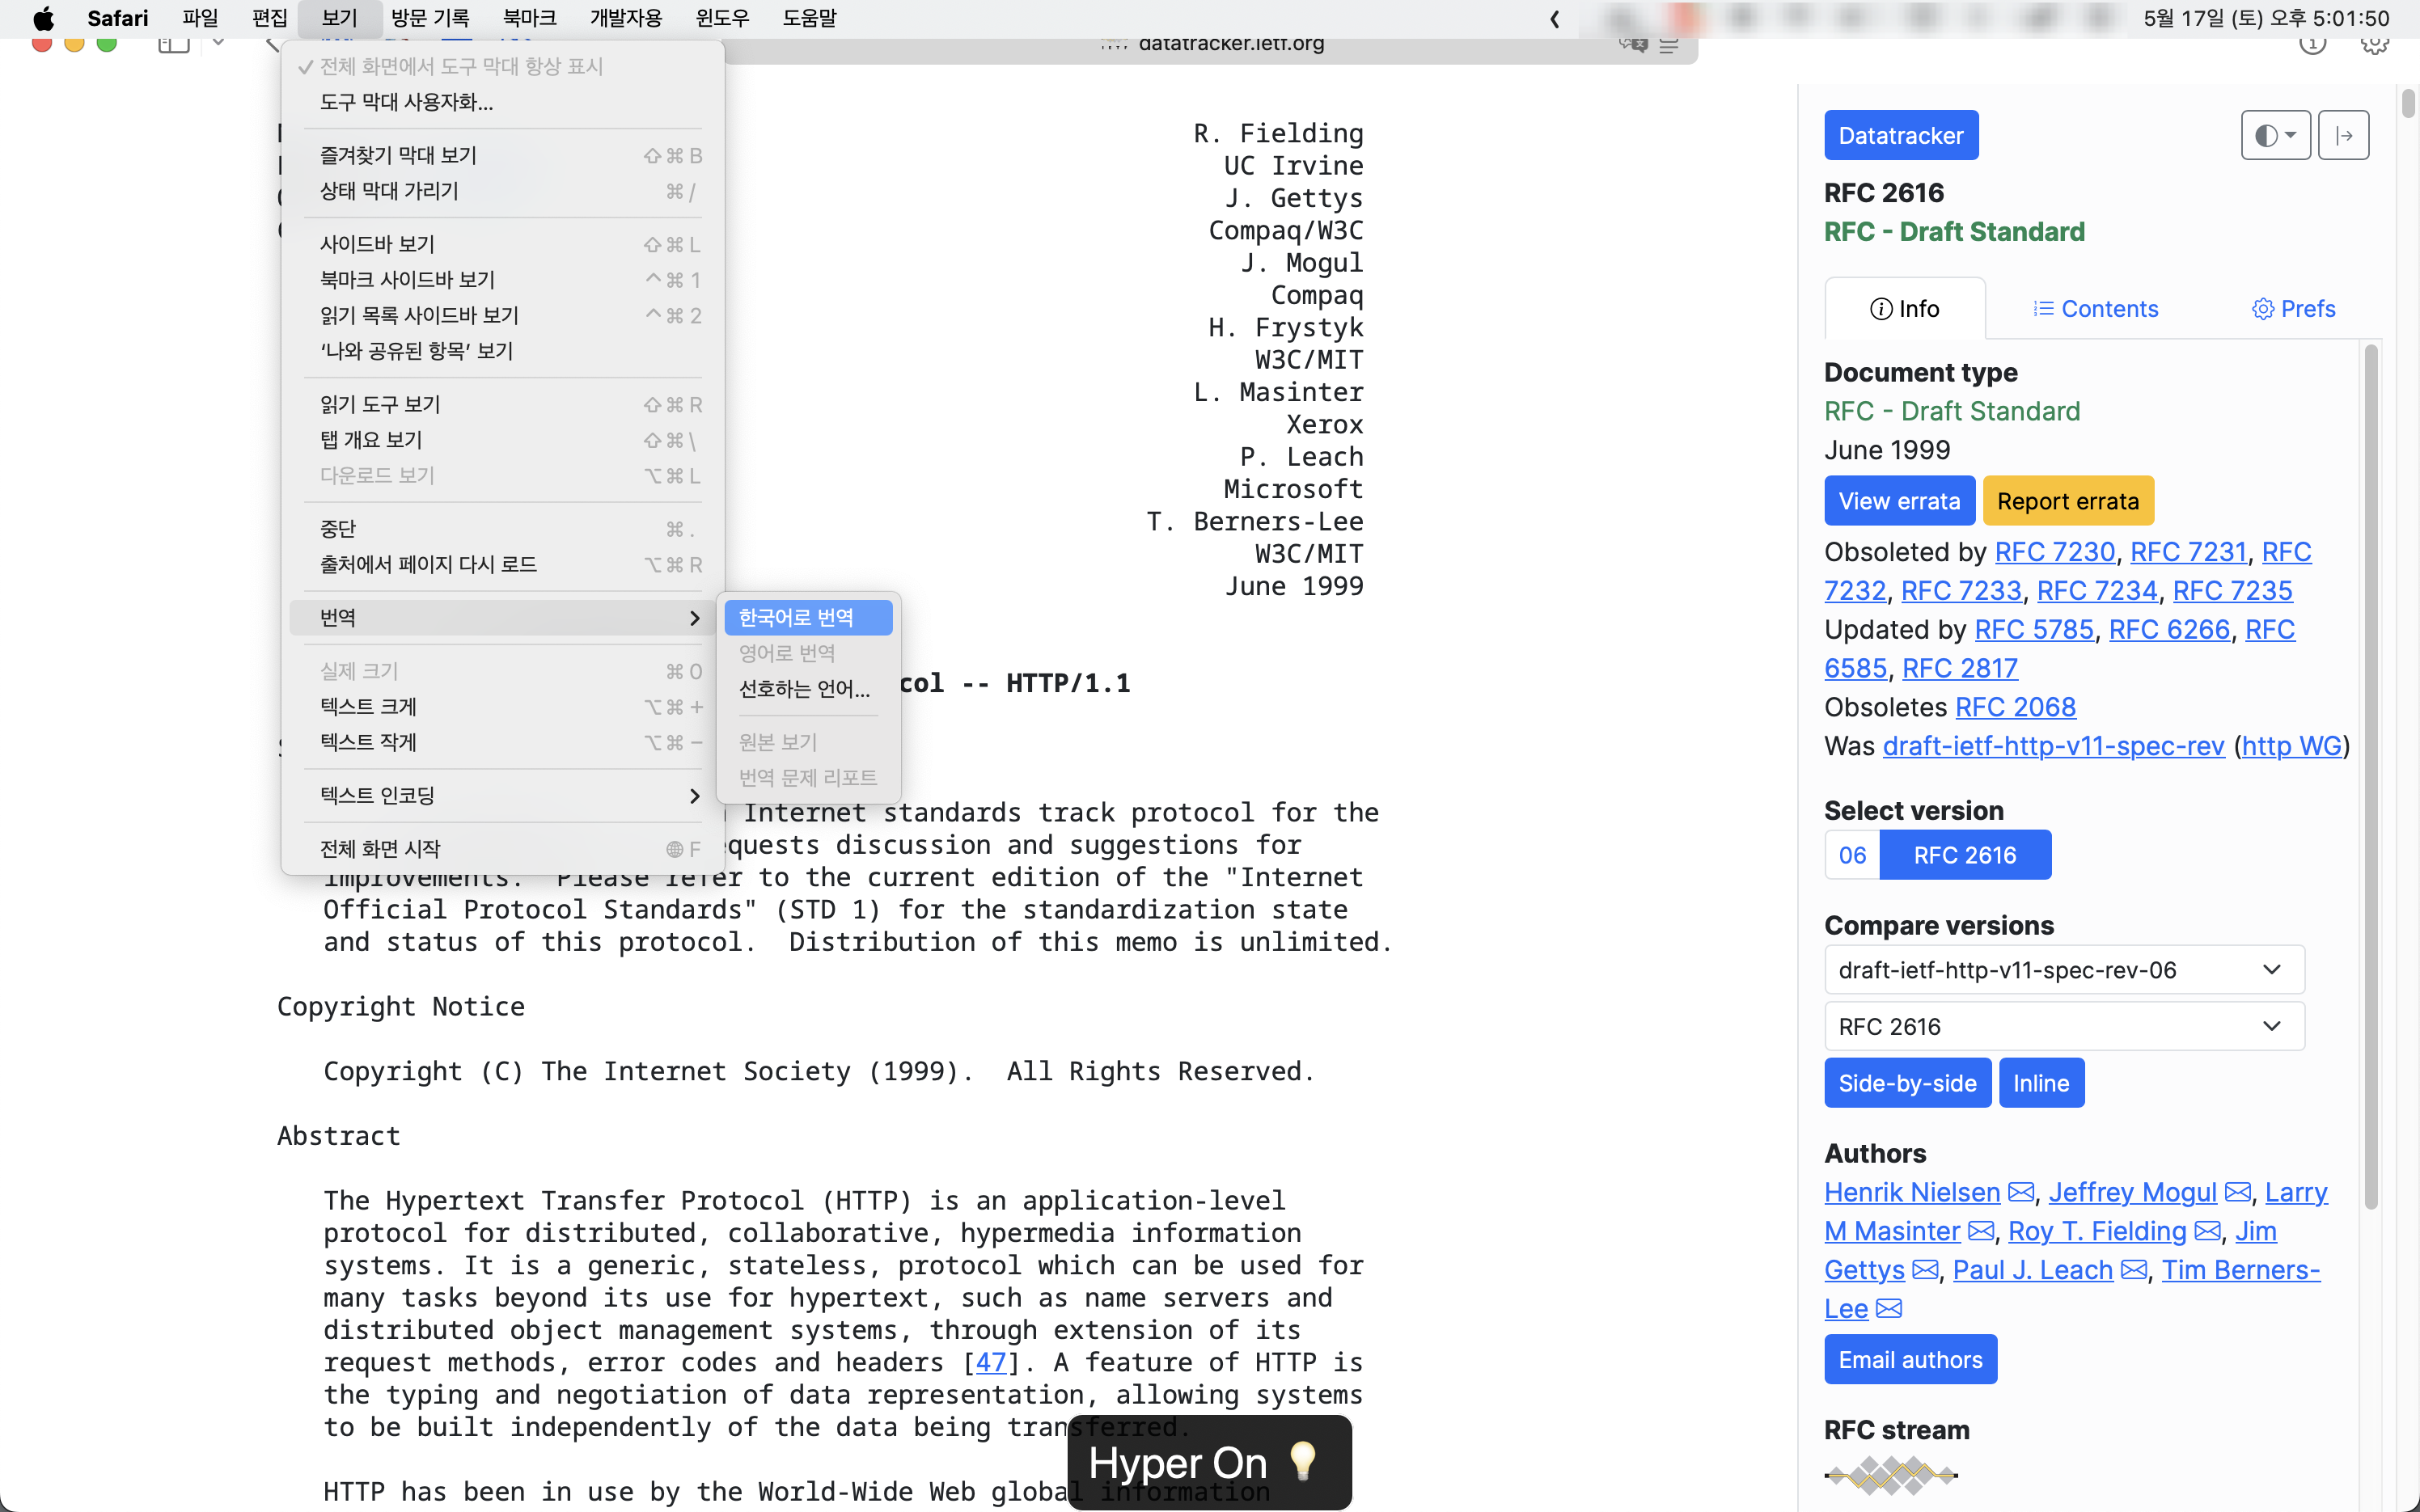 Safari 파일 편집 보기 방문 기록 북마크 개발자용 윈도우 도움말 5월 17일 (토) 오후 5:01:50
datatracker.ietf.org
✓ 전체 화면에서 도구 막대 항상 표시
도구 막대 사용자화...
즐겨찾기 막대 보기 ⇧⌘B
상태 막대 가리기 ⌘/
사이드바 보기 ⇧⌘L
북마크 사이드바 보기 ^⌘1
읽기 목록 사이드바 보기 ^⌘2
‘나와 공유된 항목’ 보기
읽기 도구 보기 ⇧⌘R
탭 개요 보기 ⇧⌘\
다운로드 보기 ⌥⌘L
중단 ⌘.
출처에서 페이지 다시 로드 ⌥⌘R
번역
실제 크기 ⌘0
텍스트 크게 ⌥⌘+
텍스트 작게 ⌥⌘−
텍스트 인코딩
전체 화면 시작 F
한국어로 번역
영어로 번역
선호하는 언어...
원본 보기
번역 문제 리포트
R. Fielding
UC Irvine
J. Gettys
Compaq/W3C
J. Mogul
Compaq
H. Frystyk
W3C/MIT
L. Masinter
Xerox
P. Leach
Microsoft
T. Berners-Lee
W3C/MIT
June 1999
col -- HTTP/1.1
Internet standards track protocol for the
quests discussion and suggestions for
improvements. Please refer to the current edition of the "Internet
Official Protocol Standards" (STD 1) for the standardization state
and status of this protocol. Distribution of this memo is unlimited.
Copyright Notice
Copyright (C) The Internet Society (1999). All Rights Reserved.
Abstract
The Hypertext Transfer Protocol (HTTP) is an application-level
protocol for distributed, collaborative, hypermedia information
systems. It is a generic, stateless, protocol which can be used for
many tasks beyond its use for hypertext, such as name servers and
distributed object management systems, through extension of its
request methods, error codes and headers [47]. A feature of HTTP is
the typing and negotiation of data representation, allowing systems
to be built independently of the data being transferred.
HTTP has been in use by the World-Wide Web global information
Hyper On
Datatracker
RFC 2616
RFC - Draft Standard
Info Contents Prefs
Document type
RFC - Draft Standard
June 1999
View errata Report errata
Obsoleted by RFC 7230, RFC 7231, RFC
7232, RFC 7233, RFC 7234, RFC 7235
Updated by RFC 5785, RFC 6266, RFC
6585, RFC 2817
Obsoletes RFC 2068
Was draft-ietf-http-v11-spec-rev (http WG)
Select version
06 RFC 2616
Compare versions
draft-ietf-http-v11-spec-rev-06
RFC 2616
Side-by-side Inline
Authors
Henrik Nielsen, Jeffrey Mogul, Larry
M Masinter, Roy T. Fielding, Jim
Gettys, Paul J. Leach, Tim Berners-
Lee
Email authors
RFC stream